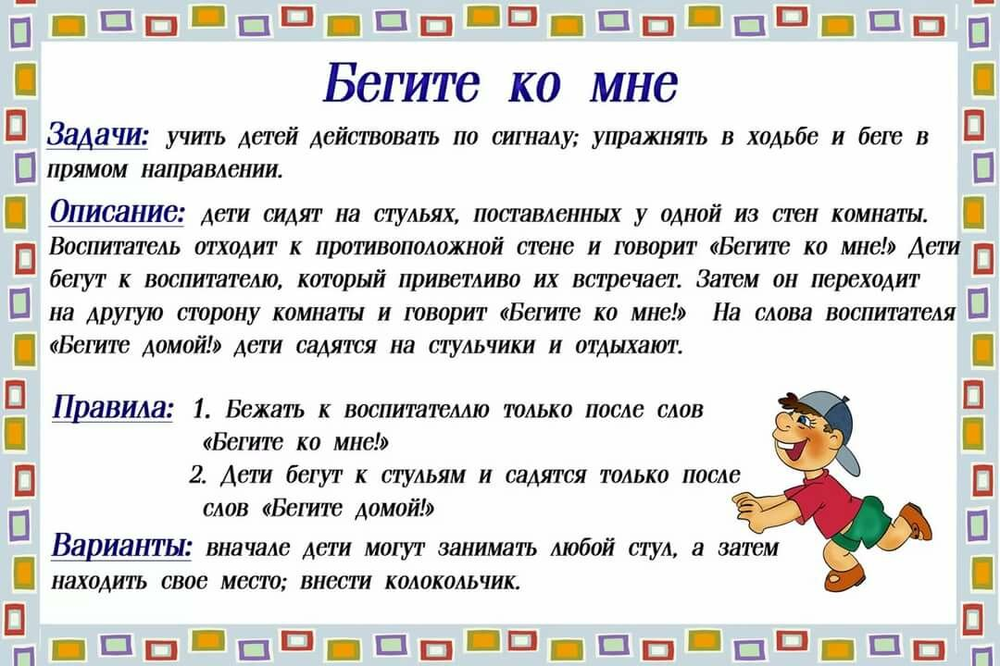 Бегите ко мне
Задачи: учить детей действовать по сигналу; упражнять в ходьбе и беге в
прямом направлении.
Описание: дети сидят на стульях, поставленных у одной из стен комнаты.
Воспитатель отходит к противоположной стене и говорит «Бегите ко мне!» Дети
бегут к воспитателю, который приветливо их встречает. Затем он переходит
на другую сторону комнаты и говорит «Бегите ко мне!» На слова воспитателя
«Бегите домой!» дети садятся на стульчики и отдыхают.
Правила: 1. Бежать к воспитателлю только после слов
«Бегите ко мне!»
2. Дети бегут к стульям и садятся только после
слов «Бегите домой!»
Варианты: вначале дети могут занимать любой стул, а затем
находить свое место; внести колокольчик.